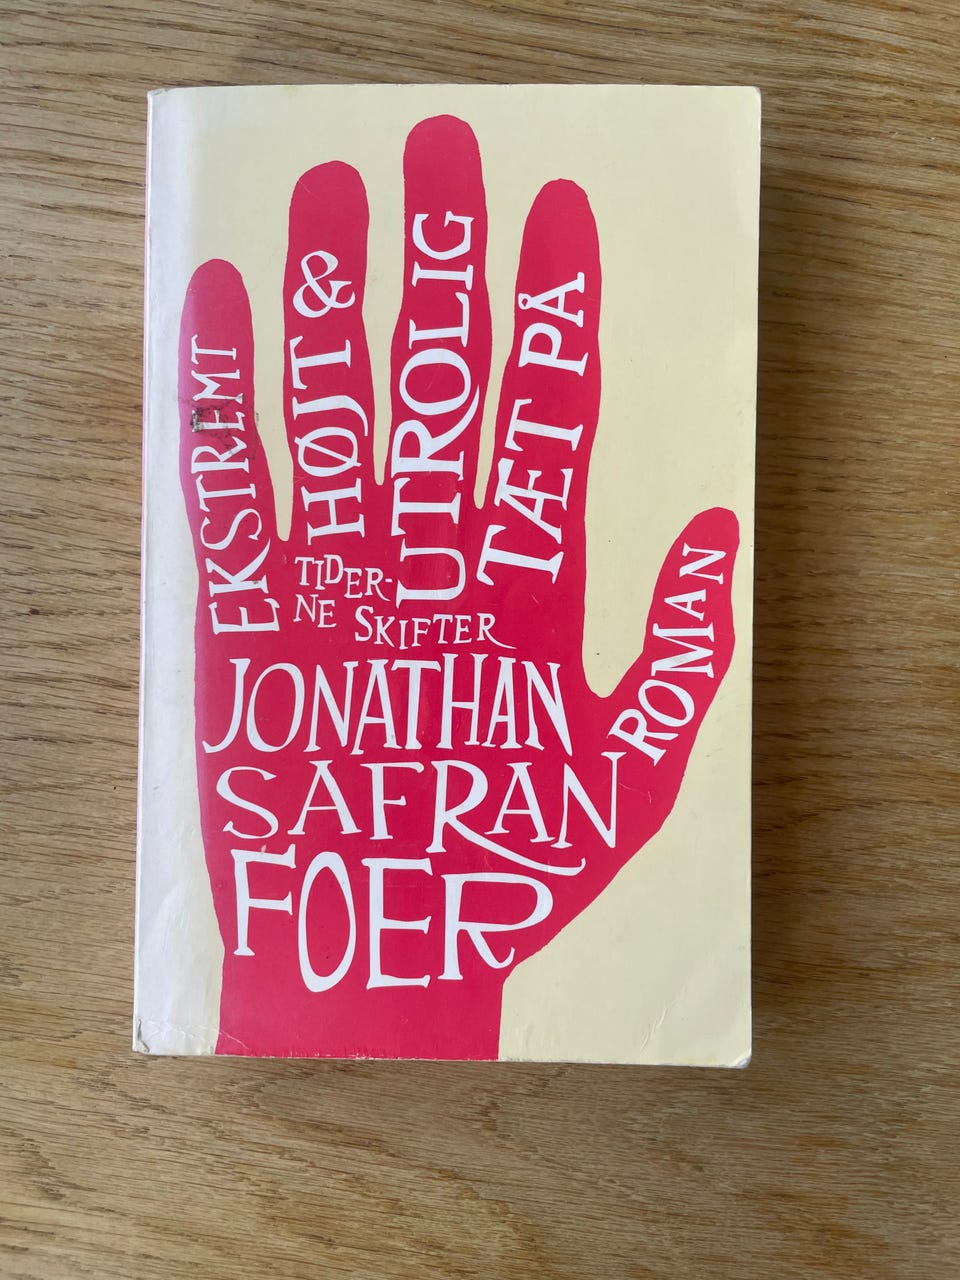 EKSTREMT
HØJT &
UTROLIG
TÆT PÅ
ROMAN
TIDER-
NE SKIFTER
JONATHAN
SAFRAN
FOER